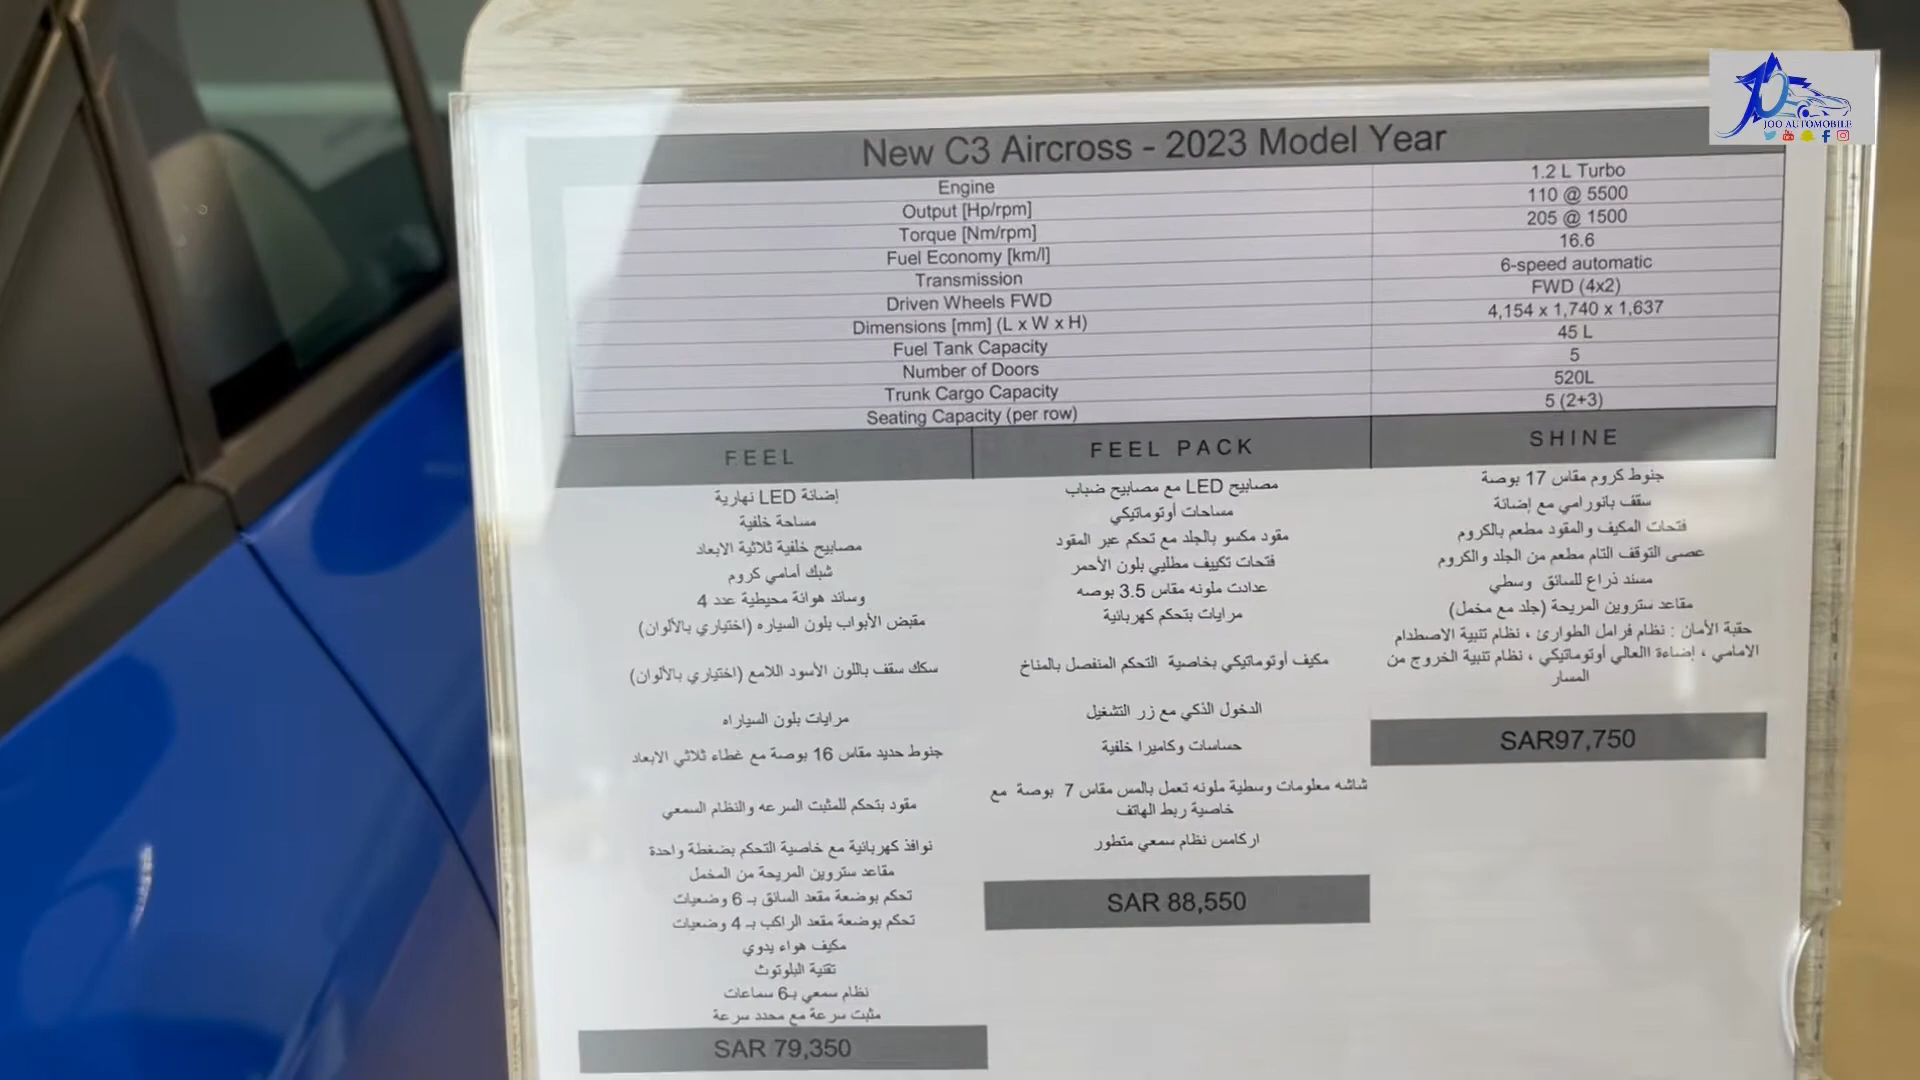 JOO AUTOMOBILE
New C3 Aircross - 2023 Model Year
Engine 1.2 L Turbo
Output [Hp/rpm] 110 @ 5500
Torque [Nm/rpm] 205 @ 1500
Fuel Economy [km/l] 16.6
Transmission 6-speed automatic
Driven Wheels FWD FWD (4x2)
Dimensions [mm] (L x W x H) 4,154 x 1,740 x 1,637
Fuel Tank Capacity 45 L
Number of Doors 5
Trunk Cargo Capacity 520L
Seating Capacity (per row) 5 (2+3)
FEEL
إضائة LED نهارية
مساحة خلفية
مصابيح خلفية ثلاثية الابعاد
شبك أمامي كروم
وسائد هوائة محيطية عدد 4
مقبض الأبواب بلون السياره (اختياري بالألوان)
سكك سقف باللون الأسود اللامع (اختياري بالألوان)
مرايات بلون السياراه
جنوط حديد مقاس 16 بوصة مع غطاء ثلاثي الابعاد
مقود بتحكم للمثبت السرعه والنظام السمعي
نوافذ كهربائية مع خاصية التحكم بضغطة واحدة
مقاعد ستروين المريحة من المخمل
تحكم بوضعة مقعد السائق بـ 6 وضعيات
تحكم بوضعة مقعد الراكب بـ 4 وضعيات
مكيف هواء يدوي
تقنية البلوتوث
نظام سمعي بـ6 سماعات
مثبت سرعة مع محدد سرعة
SAR 79,350
FEEL PACK
مصابيح LED مع مصابيح ضباب
مساحات أوتوماتيكي
مقود مكسو بالجلد مع تحكم عبر المقود
فتحات تكييف مطلبي بلون الأحمر
عدادت ملونه مقاس 3.5 بوصه
مرايات بتحكم كهربائية
مكيف أوتوماتيكي بخاصية التحكم المنفصل بالمناخ
الدخول الذكي مع زر التشغيل
حساسات وكاميرا خلفية
شاشه معلومات وسطية ملونه تعمل بالمس مقاس 7 بوصة مع
خاصية ربط الهاتف
اركامس نظام سمعي متطور
SAR 88,550
SHINE
جنوط كروم مقاس 17 بوصة
سقف بانورامي مع إضائة
فتحات المكيف والمقود مطعم بالكروم
عصى التوقف التام مطعم من الجلد والكروم
مسند ذراع للسائق وسطي
مقاعد ستروين المريحة (جلد مع مخمل)
حقبة الأمان : نظام فرامل الطوارئ ، نظام تنبية الاصطدام
الامامي ، إضاءة االعالي أوتوماتيكي ، نظام تنبية الخروج من
المسار
SAR97,750